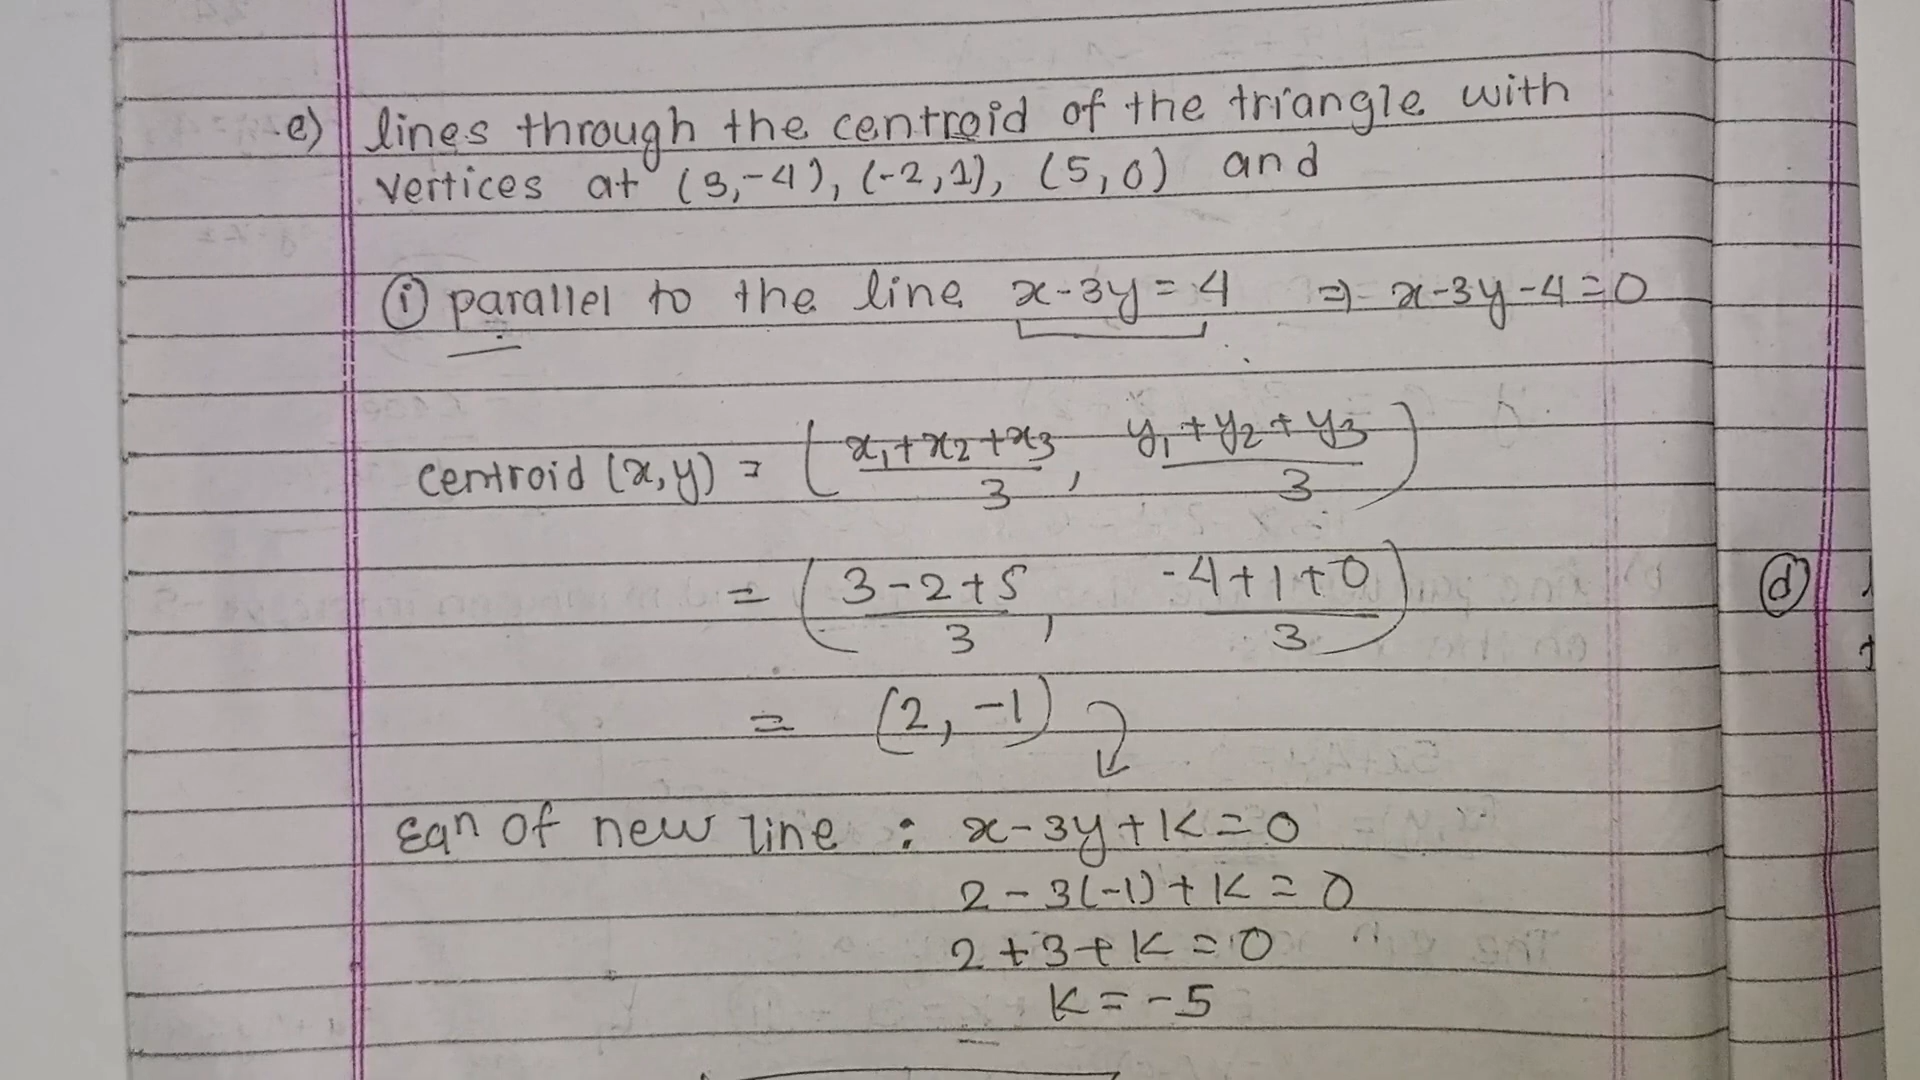 e) lines through the centroid of the triangle with
vertices at (3,-4), (-2,1), (5,0) and
(i) parallel to the line x-3y=4 => x-3y-4=0
centroid (x,y) = ( x₁+x₂+x₃ / 3 , y₁+y₂+y₃ / 3 )
= ( 3-2+5 / 3 , -4+1+0 / 3 )
(d)
= (2, -1)
Eqn of new line : x-3y+K=0
2-3(-1)+K=0
2+3+K=0
K=-5